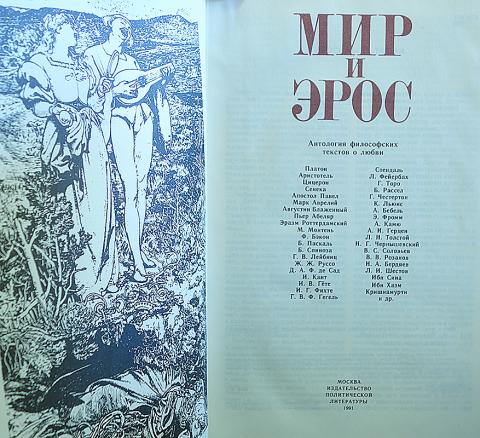 МИР
И
ЭРОС
Антология философских
текстов о любви
Платон
Аристотель
Цицерон
Сенека
Апостол Павел
Марк Аврелий
Августин Блаженный
Пьер Абеляр
Эразм Роттердамский
М. Монтень
Ф. Бэкон
Б. Паскаль
Б. Спиноза
Г. В. Лейбниц
Ж. Ж. Руссо
Д. А. Ф. де Сад
И. Кант
И. В. Гёте
И. Г. Фихте
Г. В. Ф. Гегель
Стендаль
Л. Фейербах
Г. Торо
Б. Рассел
Г. Честертон
К. Льюис
А. Бебель
Э. Фромм
А. Камю
А. И. Герцен
Л. Н. Толстой
Н. Г. Чернышевский
В. С. Соловьев
В. В. Розанов
Н. А. Бердяев
Л. И. Шестов
Ибн Сина
Ибн Хазм
Кришнамурти
и др.
МОСКВА
ИЗДАТЕЛЬСТВО
ПОЛИТИЧЕСКОЙ
ЛИТЕРАТУРЫ
1991